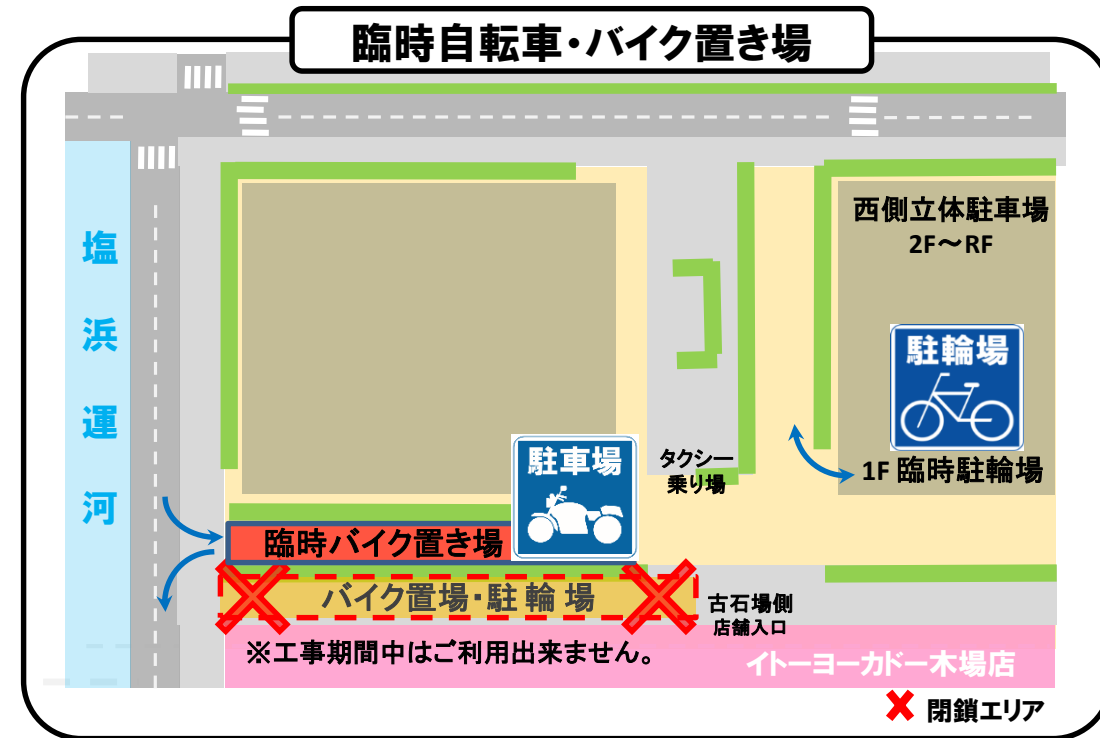 臨時自転車・バイク置き場
塩浜運河
西側立体駐車場
2F～RF
駐輪場
1F 臨時駐輪場
タクシー
乗り場
駐車場
臨時バイク置き場
バイク置場・駐輪場
古石場側
店舗入口
※工事期間中はご利用出来ません。
イトーヨーカドー木場店
閉鎖エリア